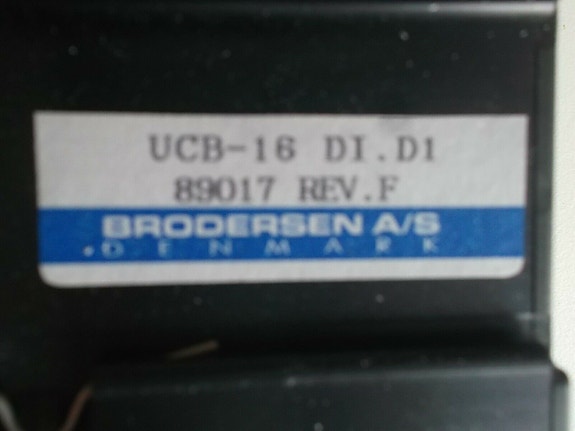 UCB-16 DI.D1
89017 REV.F
BRODERSEN A/S
DENMARK